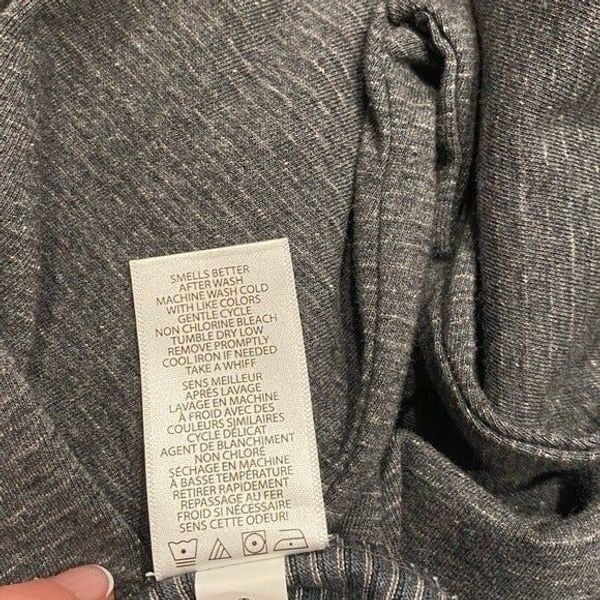 SMELLS BETTER
AFTER WASH
MACHINE WASH COLD
WITH LIKE COLORS
GENTLE CYCLE
NON CHLORINE BLEACH
TUMBLE DRY LOW
REMOVE PROMPTLY
COOL IRON IF NEEDED
TAKE A WHIFF
SENS MEILLEUR
APRÈS LAVAGE
LAVAGE EN MACHINE
À FROID AVEC DES
COULEURS SIMILAIRES
CYCLE DÉLICAT
AGENT DE BLANCHIMENT
NON CHLORÉ
SÉCHAGE EN MACHINE
À BASSE TEMPÉRATURE
RETIRER RAPIDEMENT
REPASSAGE AU FER
FROID SI NÉCESSAIRE
SENS CETTE ODEUR!